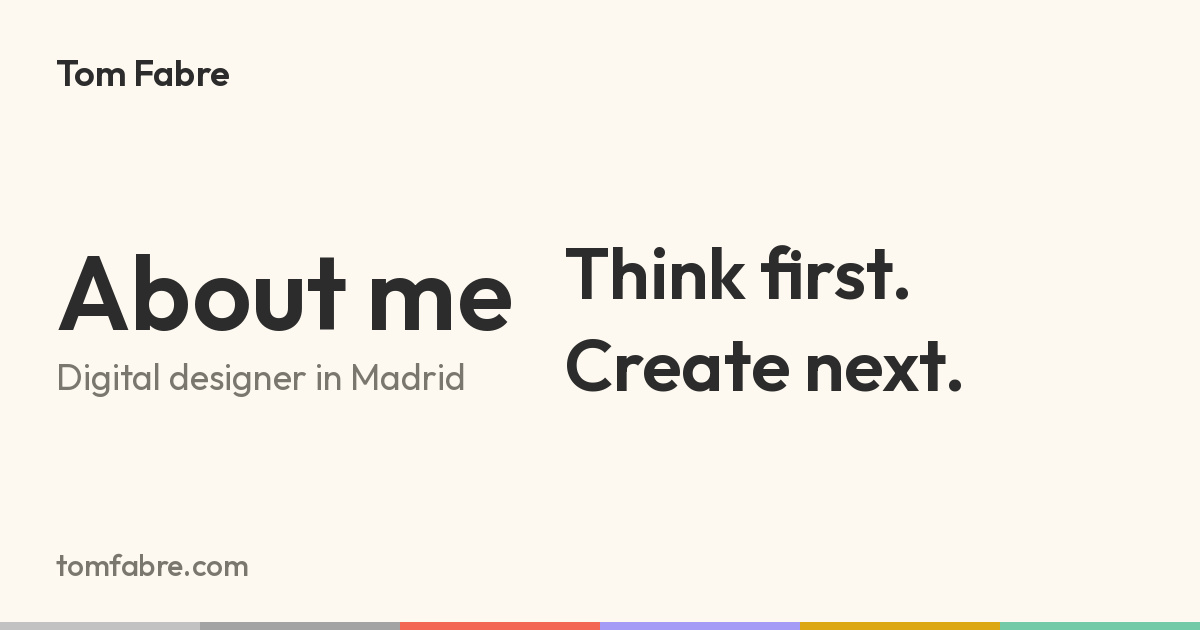 Tom Fabre
About me
Digital designer in Madrid
Think first.
Create next.
tomfabre.com